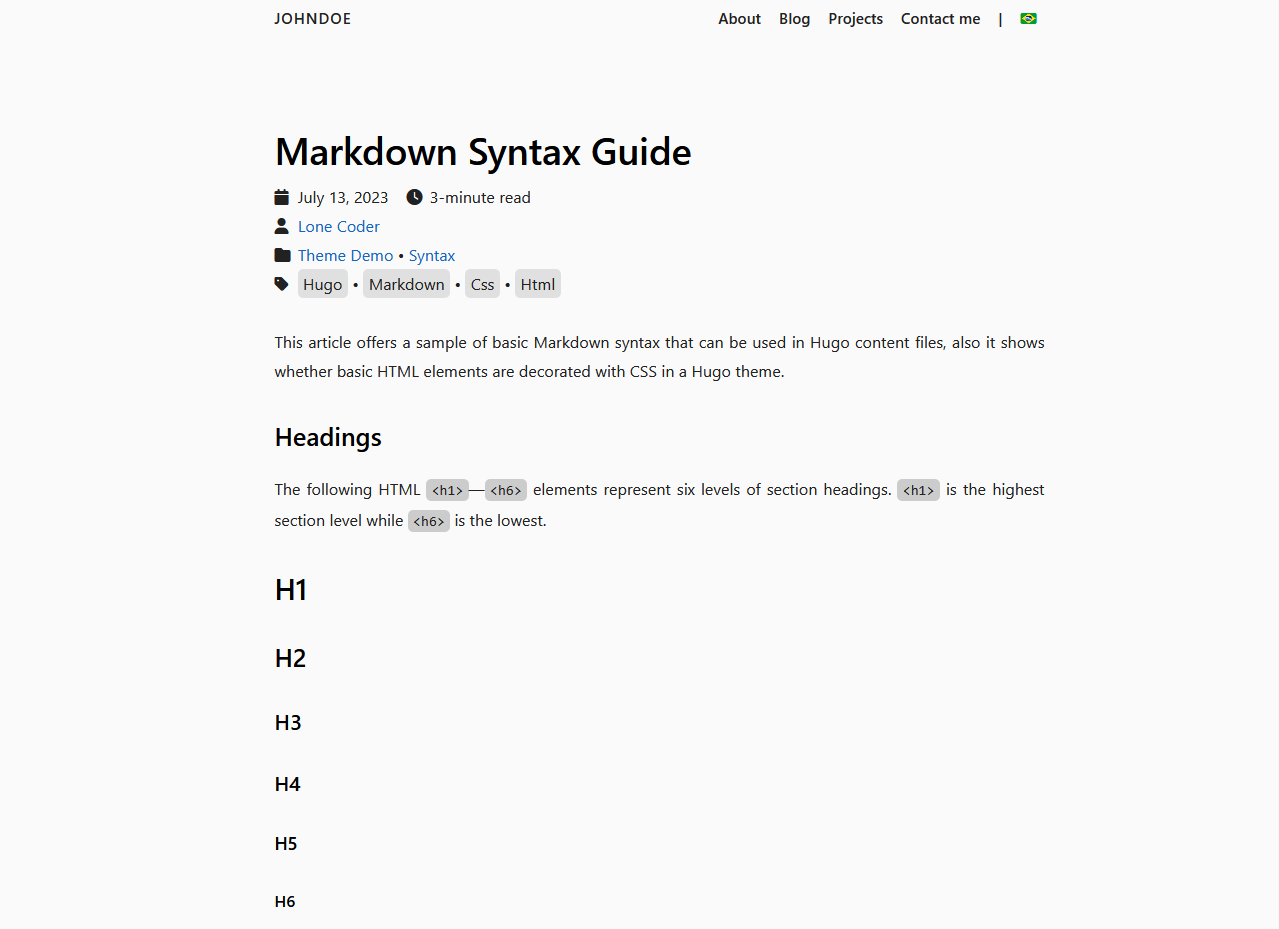 JOHNDOE
About Blog Projects Contact me |
Markdown Syntax Guide
July 13, 2023 3-minute read
Lone Coder
Theme Demo • Syntax
Hugo • Markdown • Css • Html
This article offers a sample of basic Markdown syntax that can be used in Hugo content files, also it shows
whether basic HTML elements are decorated with CSS in a Hugo theme.
Headings
The following HTML <h1>—<h6> elements represent six levels of section headings. <h1> is the highest
section level while <h6> is the lowest.
H1
H2
H3
H4
H5
H6